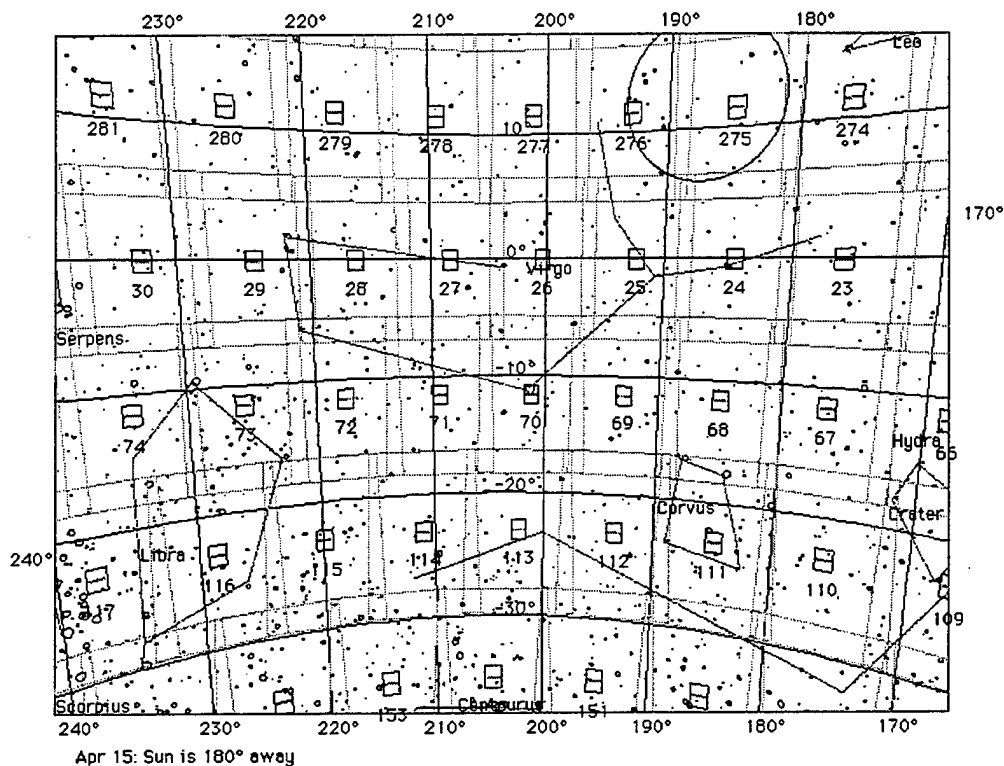 230° 220° 210° 200° 190° 180°
Leo
281 280 279 278 10 277 276 275 274
170°
0° Virgo
30 29 28 27 26 25 24 23
Serpens
-10°
74 73 72 71 70 69 68 67 Hydra 65
-20°
Corvus Crater
240° Libra 116 115 114 113 112 111 110
117 -30° 109
Scorpius 153 Centaurus 151
240° 230° 220° 210° 200° 190° 180° 170°
Apr 15: Sun is 180° away